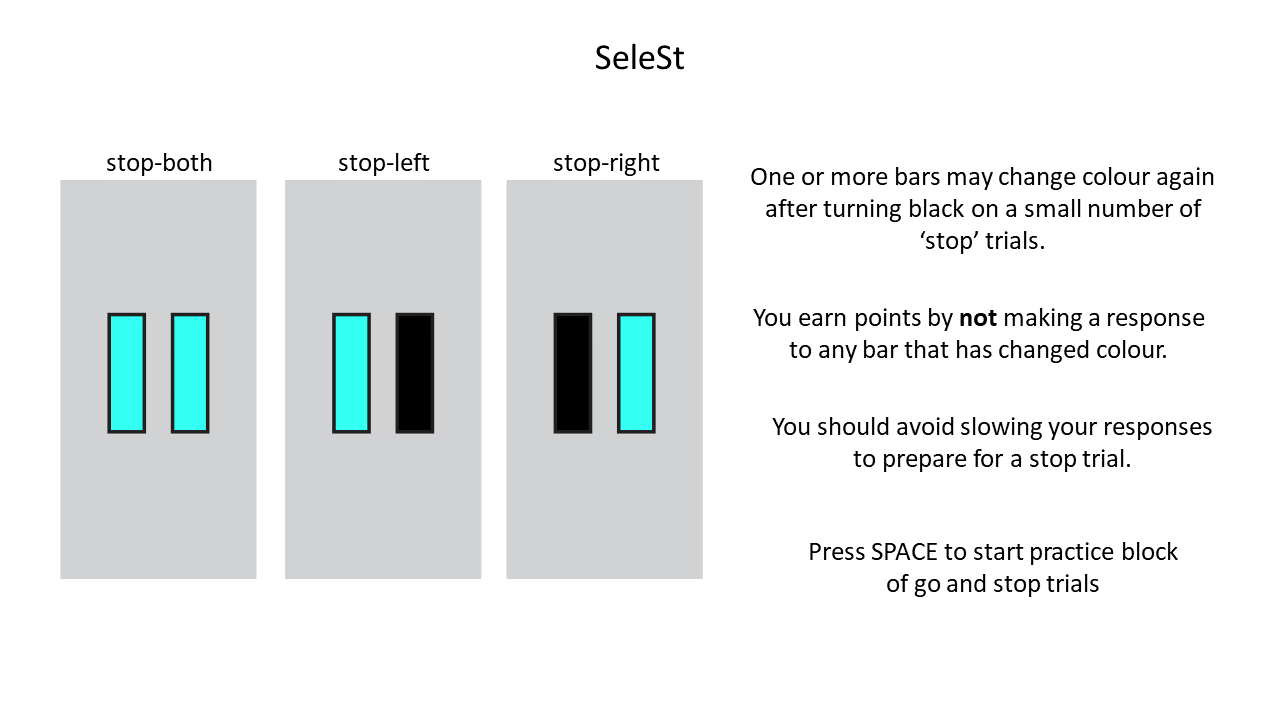 SeleSt
stop-both
stop-left
stop-right
One or more bars may change colour again
after turning black on a small number of
‘stop’ trials.
You earn points by not making a response
to any bar that has changed colour.
You should avoid slowing your responses
to prepare for a stop trial.
Press SPACE to start practice block
of go and stop trials